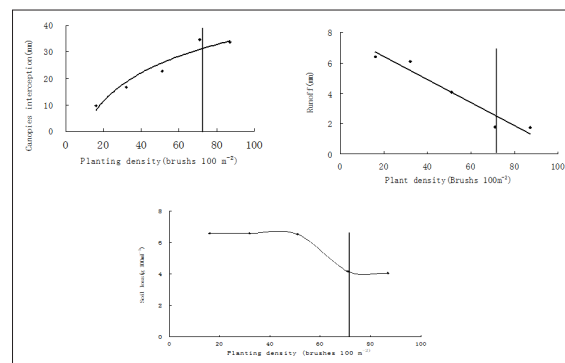 40
30
20
10
0
Canopies interception(mm)
0 20 40 60 80 100
Planting density(brushs 100 m⁻²)
8
6
4
2
0
Runoff(mm)
0 20 40 60 80 100
Plant density(Brushs 100m⁻²)
8
6
4
2
0
0 20 40 60 80 100
Planting density (brushes 100 m⁻²)